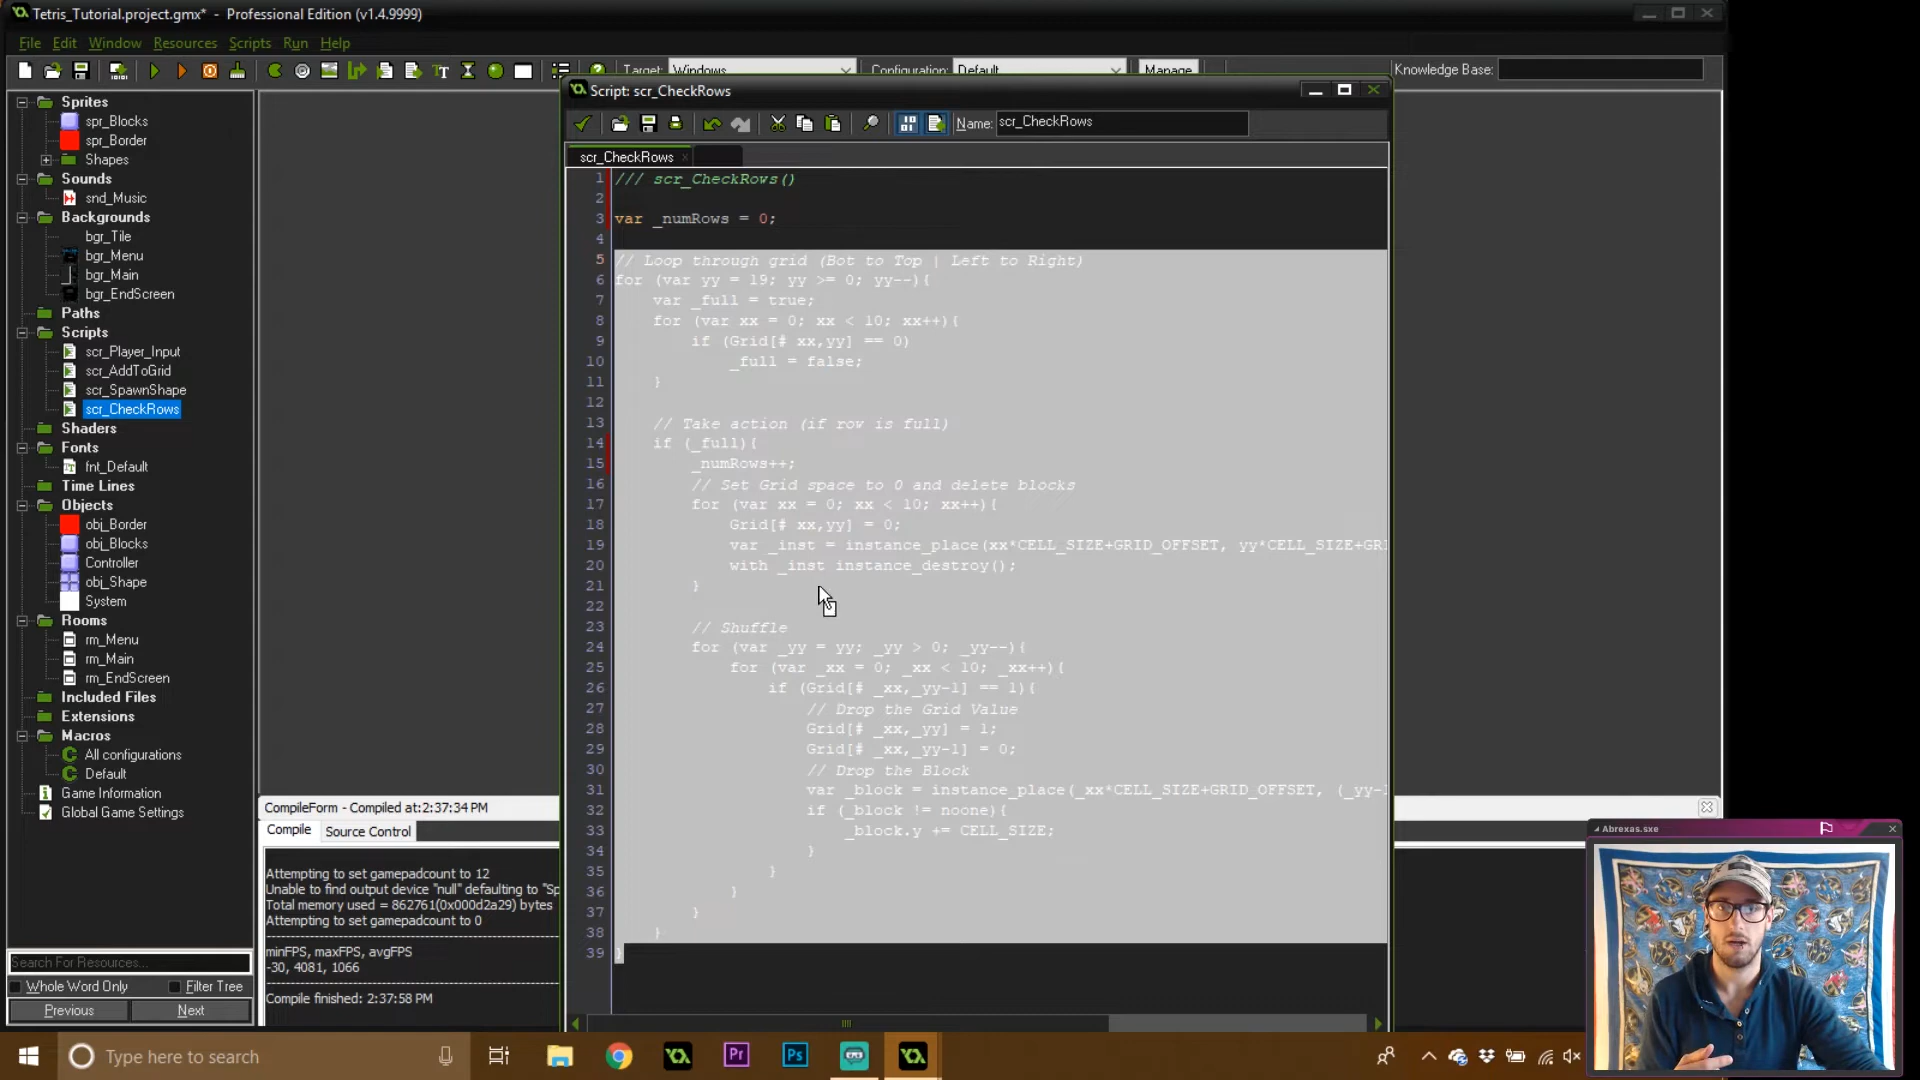 Tetris_Tutorial.project.gmx* - Professional Edition (v1.4.9999)
File Edit Window Resources Scripts Run Help
Target: Windows Configuration: Default Manage Knowledge Base:
Sprites
spr_Blocks
spr_Border
Shapes
Sounds
snd_Music
Backgrounds
bgr_Tile
bgr_Menu
bgr_Main
bgr_EndScreen
Paths
Scripts
scr_Player_Input
scr_AddToGrid
scr_SpawnShape
scr_CheckRows
Shaders
Fonts
fnt_Default
Time Lines
Objects
obj_Border
obj_Blocks
Controller
obj_Shape
System
Rooms
rm_Menu
rm_Main
rm_EndScreen
Included Files
Extensions
Macros
All configurations
Default
Game Information
Global Game Settings
Search For Resources...
Whole Word Only Filter Tree
Previous Next
Script: scr_CheckRows
Name: scr_CheckRows
scr_CheckRows
1 /// scr_CheckRows()
2
3 var _numRows = 0;
4
5 // Loop through grid (Bot to Top | Left to Right)
6 for (var yy = 19; yy >= 0; yy--){
7 var _full = true;
8 for (var xx = 0; xx < 10; xx++){
9 if (Grid[# xx,yy] == 0)
10 _full = false;
11 }
12
13 // Take action (if row is full)
14 if (_full){
15 _numRows++;
16 // Set Grid space to 0 and delete blocks
17 for (var xx = 0; xx < 10; xx++){
18 Grid[# xx,yy] = 0;
19 var _inst = instance_place(xx*CELL_SIZE+GRID_OFFSET, yy*CELL_SIZE+GRI
20 with _inst instance_destroy();
21 }
22
23 // Shuffle
24 for (var _yy = yy; _yy > 0; _yy--){
25 for (var _xx = 0; _xx < 10; _xx++){
26 if (Grid[# _xx,_yy-1] == 1){
27 // Drop the Grid Value
28 Grid[# _xx,_yy] = 1;
29 Grid[# _xx,_yy-1] = 0;
30 // Drop the Block
31 var _block = instance_place(_xx*CELL_SIZE+GRID_OFFSET, (_yy-1
32 if (_block != noone){
33 _block.y += CELL_SIZE;
34 }
35 }
36 }
37 }
38 }
39 }
CompileForm - Compiled at:2:37:34 PM
Compile Source Control
Attempting to set gamepadcount to 12
Unable to find output device "null" defaulting to "Sp
Total memory used = 862761(0x000d2a29) bytes
Attempting to set gamepadcount to 0
minFPS, maxFPS, avgFPS
-30, 4081, 1066
Compile finished: 2:37:58 PM
Abrexas.sxe
Type here to search
Pr
Ps